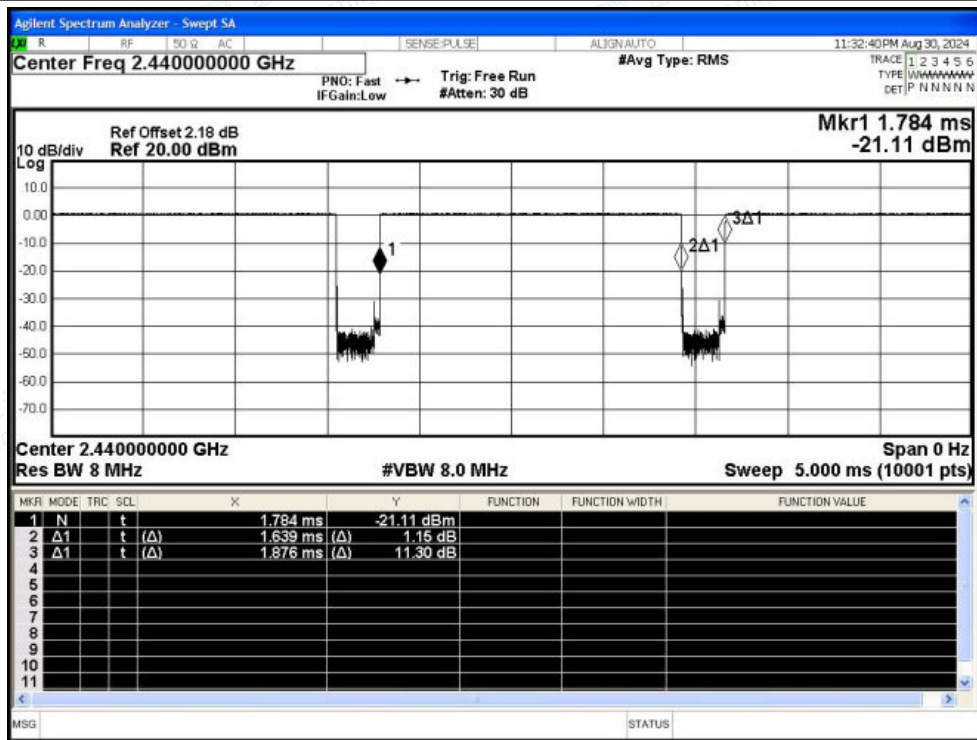 Agilent Spectrum Analyzer - Swept SA
LXI R RF 50 Ω AC SENSE:PULSE ALIGN AUTO 11:32:40 PM Aug 30, 2024
Center Freq 2.440000000 GHz #Avg Type: RMS TRACE 1 2 3 4 5 6
PNO: Fast Trig: Free Run TYPE WWWWWW
IFGain:Low #Atten: 30 dB DET P N N N N N
Mkr1 1.784 ms
Ref Offset 2.18 dB
10 dB/div Ref 20.00 dBm -21.11 dBm
Log
10.0
0.00
-10.0
-20.0
-30.0
-40.0
-50.0
-60.0
-70.0
1
2Δ1
3Δ1
Center 2.440000000 GHz Span 0 Hz
Res BW 8 MHz #VBW 8.0 MHz Sweep 5.000 ms (10001 pts)
MKR MODE TRC SCL X Y FUNCTION FUNCTION WIDTH FUNCTION VALUE
1 N t 1.784 ms -21.11 dBm
2 Δ1 t (Δ) 1.639 ms (Δ) 1.15 dB
3 Δ1 t (Δ) 1.876 ms (Δ) 11.30 dB
4
5
6
7
8
9
10
11
MSG STATUS